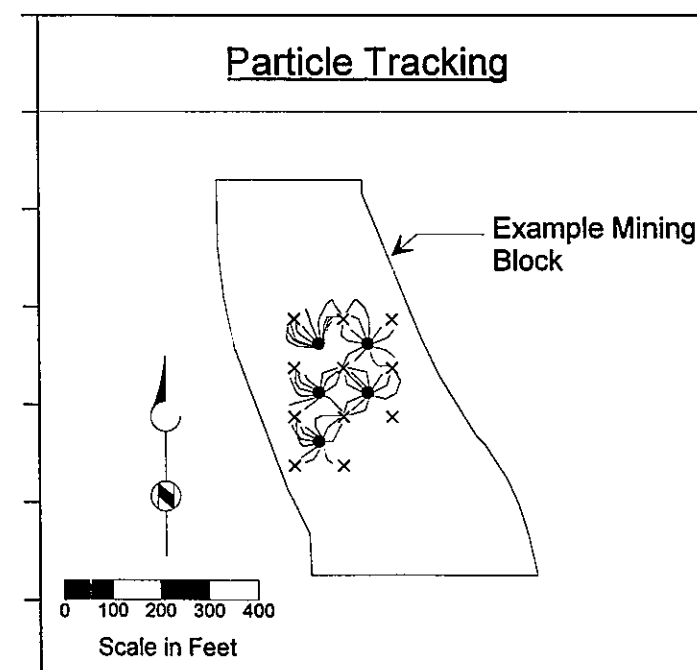 Particle Tracking
Example Mining
Block
0 100 200 300 400
Scale in Feet